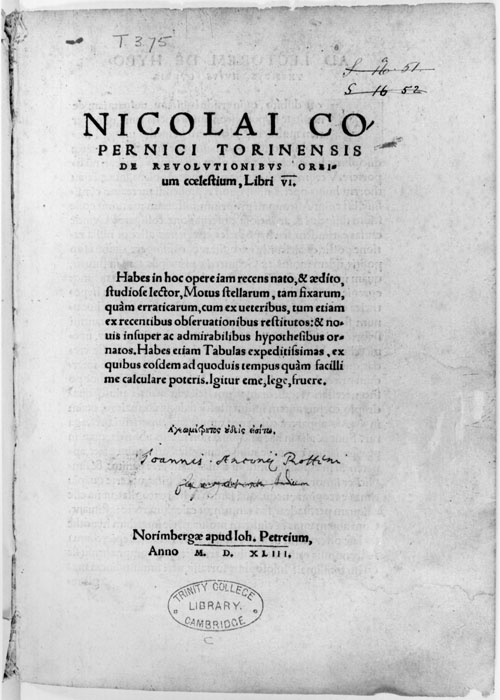 T 375
S 16 51
S 16 52
NICOLAI CO-
PERNICI TORINENSIS
DE REVOLVTIONIBVS ORBI-
um cœlestium, Libri VI.
Habes in hoc opere iam recens nato, & ædito,
studiose lector, Motus stellarum, tam fixarum,
quàm erraticarum, cum ex ueteribus, tum etiam
ex recentibus obseruationibus restitutos: & no-
uis insuper ac admirabilibus hypothesibus or-
natos. Habes etiam Tabulas expeditissimas, ex
quibus eosdem ad quoduis tempus quàm facilli
me calculare poteris. Igitur eme, lege, fruere.
Ἀγεωμέτρητος οὐδεὶς εἰσίτω.
Joannis
Norimbergæ apud Ioh. Petreium,
Anno M. D. XLIII.
TRINITY COLLEGE
LIBRARY.
CAMBRIDGE
C